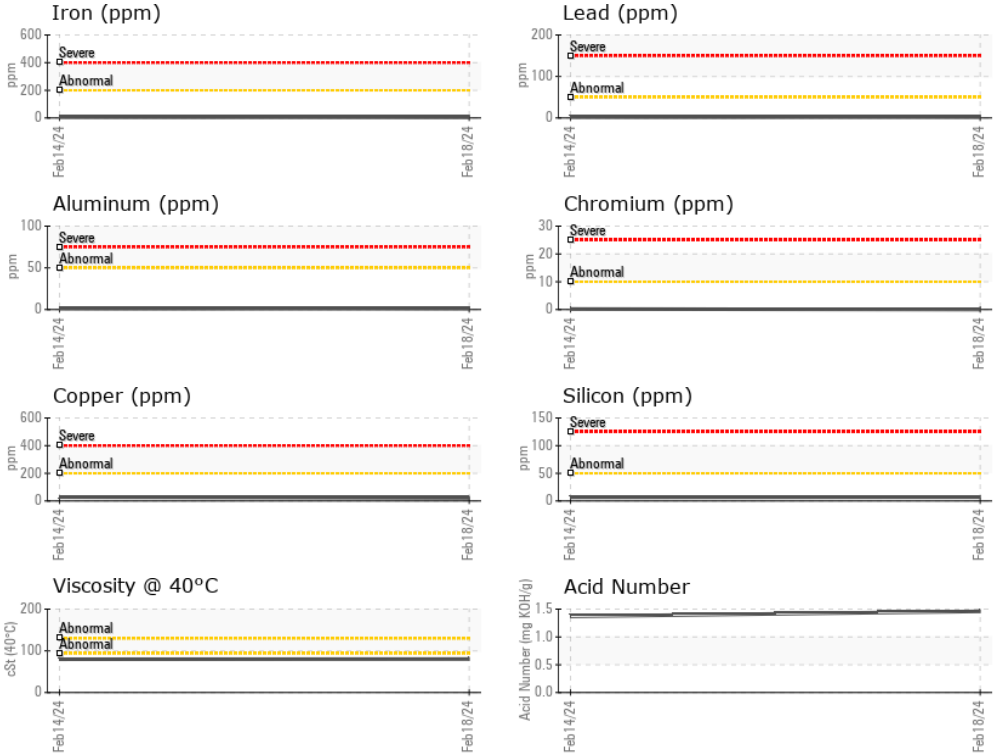 Iron (ppm)
600
400
200
0
ppm
Severe
Abnormal
Feb14/24
Feb18/24
Lead (ppm)
200
100
0
ppm
Severe
Abnormal
Feb14/24
Feb18/24
Aluminum (ppm)
100
50
0
ppm
Severe
Abnormal
Feb14/24
Feb18/24
Chromium (ppm)
30
20
10
0
ppm
Severe
Abnormal
Feb14/24
Feb18/24
Copper (ppm)
600
400
200
0
ppm
Severe
Abnormal
Feb14/24
Feb18/24
Silicon (ppm)
150
100
50
0
ppm
Severe
Abnormal
Feb14/24
Feb18/24
Viscosity @ 40°C
200
100
0
cSt (40°C)
Abnormal
Abnormal
Feb14/24
Feb18/24
Acid Number
1.5
1.0
0.5
0.0
Acid Number (mg KOH/g)
Feb14/24
Feb18/24